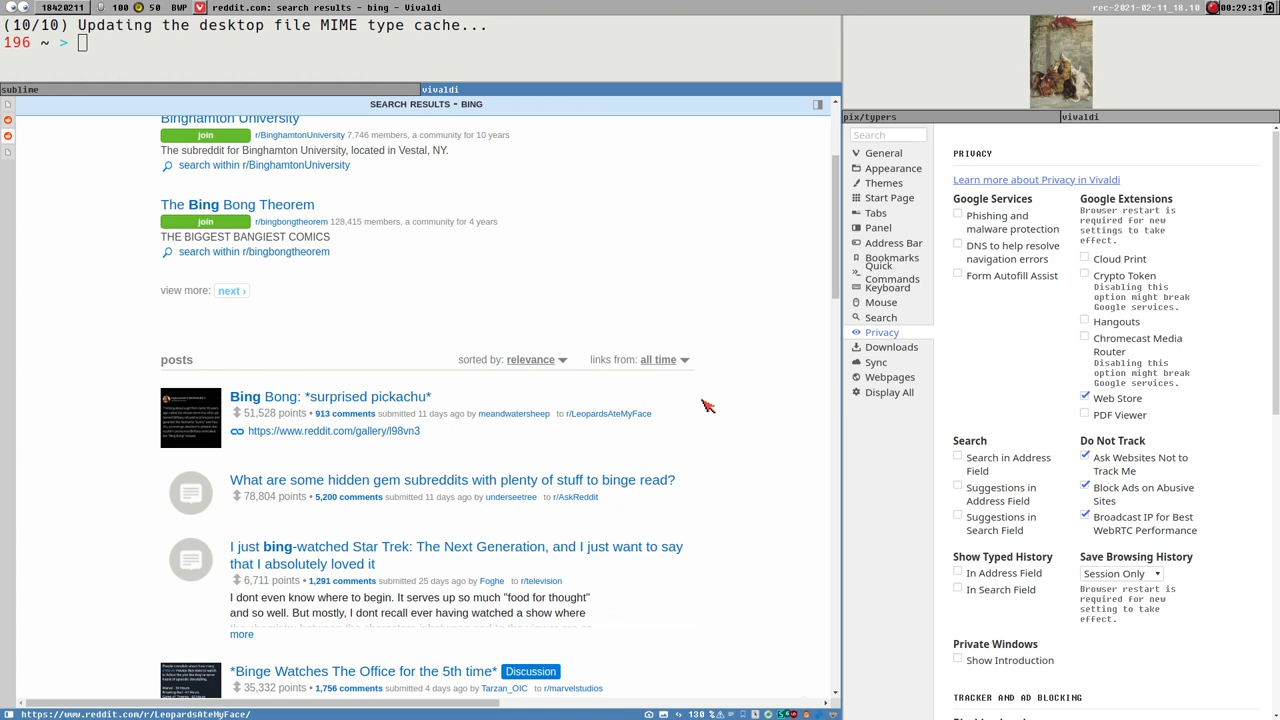 18420211 100 50 BWP reddit.com: search results - bing - Vivaldi
rec-2021-02-11_18.10 00:29:31
(10/10) Updating the desktop file MIME type cache...
196 ~ >
sublime
vivaldi
SEARCH RESULTS - BING
Binghamton University
join r/BinghamtonUniversity 7,746 members, a community for 10 years
The subreddit for Binghamton University, located in Vestal, NY.
search within r/BinghamtonUniversity
The Bing Bong Theorem
join r/bingbongtheorem 128,415 members, a community for 4 years
THE BIGGEST BANGIEST COMICS
search within r/bingbongtheorem
view more: next ›
posts
sorted by: relevance
links from: all time
Bing Bong: *surprised pickachu*
51,528 points • 913 comments submitted 11 days ago by meandwatersheep to r/LeopardsAteMyFace
https://www.reddit.com/gallery/l98vn3
What are some hidden gem subreddits with plenty of stuff to binge read?
78,804 points • 5,200 comments submitted 11 days ago by underseetree to r/AskReddit
I just bing-watched Star Trek: The Next Generation, and I just want to say
that I absolutely loved it
6,711 points • 1,291 comments submitted 25 days ago by Foghe to r/television
I dont even know where to begin. It serves up so much "food for thought"
and so well. But mostly, I dont recall ever having watched a show where
more
*Binge Watches The Office for the 5th time* Discussion
35,332 points • 1,756 comments submitted 4 days ago by Tarzan_OIC to r/marvelstudios
https://www.reddit.com/r/LeopardsAteMyFace/
130 %
pix/typers
vivaldi
Search
General
Appearance
Themes
Start Page
Tabs
Panel
Address Bar
Bookmarks
Quick
Commands
Keyboard
Mouse
Search
Privacy
Downloads
Sync
Webpages
Display All
PRIVACY
Learn more about Privacy in Vivaldi
Google Services
Phishing and
malware protection
DNS to help resolve
navigation errors
Form Autofill Assist
Google Extensions
Browser restart is
required for new
settings to take
effect.
Cloud Print
Crypto Token
Disabling this
option might break
Google services.
Hangouts
Chromecast Media
Router
Disabling this
option might break
Google services.
Web Store
PDF Viewer
Search
Search in Address
Field
Suggestions in
Address Field
Suggestions in
Search Field
Do Not Track
Ask Websites Not to
Track Me
Block Ads on Abusive
Sites
Broadcast IP for Best
WebRTC Performance
Show Typed History
In Address Field
In Search Field
Save Browsing History
Session Only
Browser restart is
required for new
setting to take
effect.
Private Windows
Show Introduction
TRACKER AND AD BLOCKING